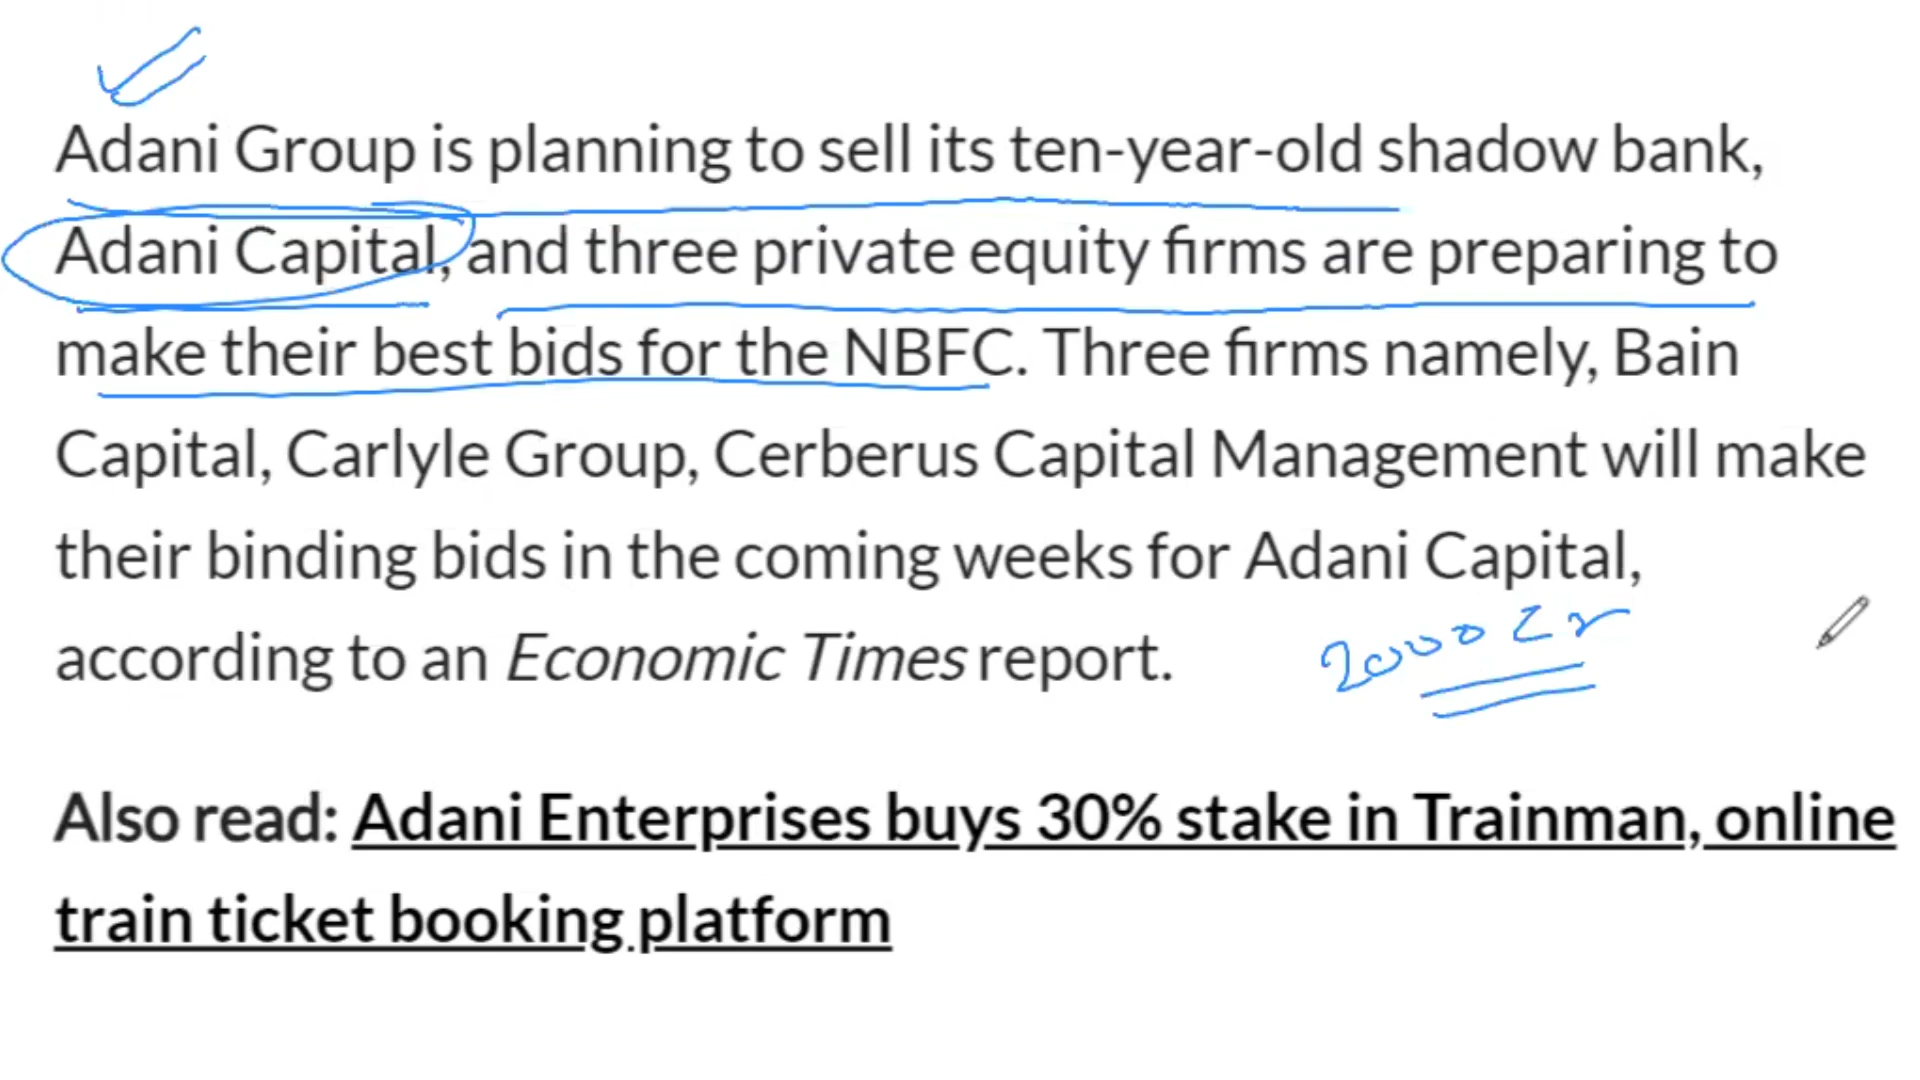 Adani Group is planning to sell its ten-year-old shadow bank,
Adani Capital, and three private equity firms are preparing to
make their best bids for the NBFC. Three firms namely, Bain
Capital, Carlyle Group, Cerberus Capital Management will make
their binding bids in the coming weeks for Adani Capital,
according to an Economic Times report.
2000 Cr
Also read: Adani Enterprises buys 30% stake in Trainman, online
train ticket booking platform